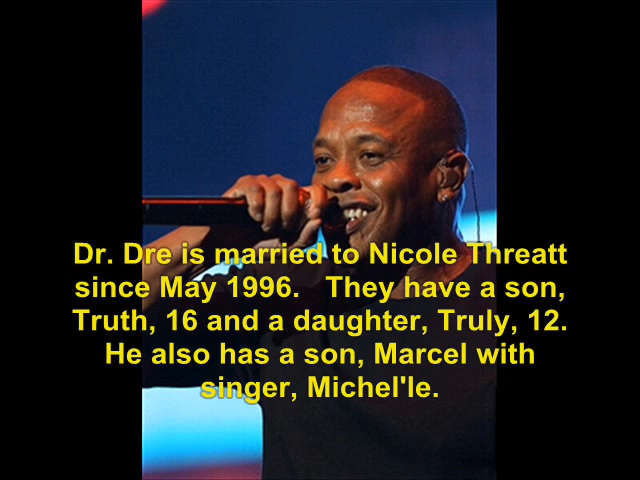 Dr. Dre is married to Nicole Threatt
since May 1996.   They have a son,
Truth, 16 and a daughter, Truly, 12.
He also has a son, Marcel with
singer, Michel'le.